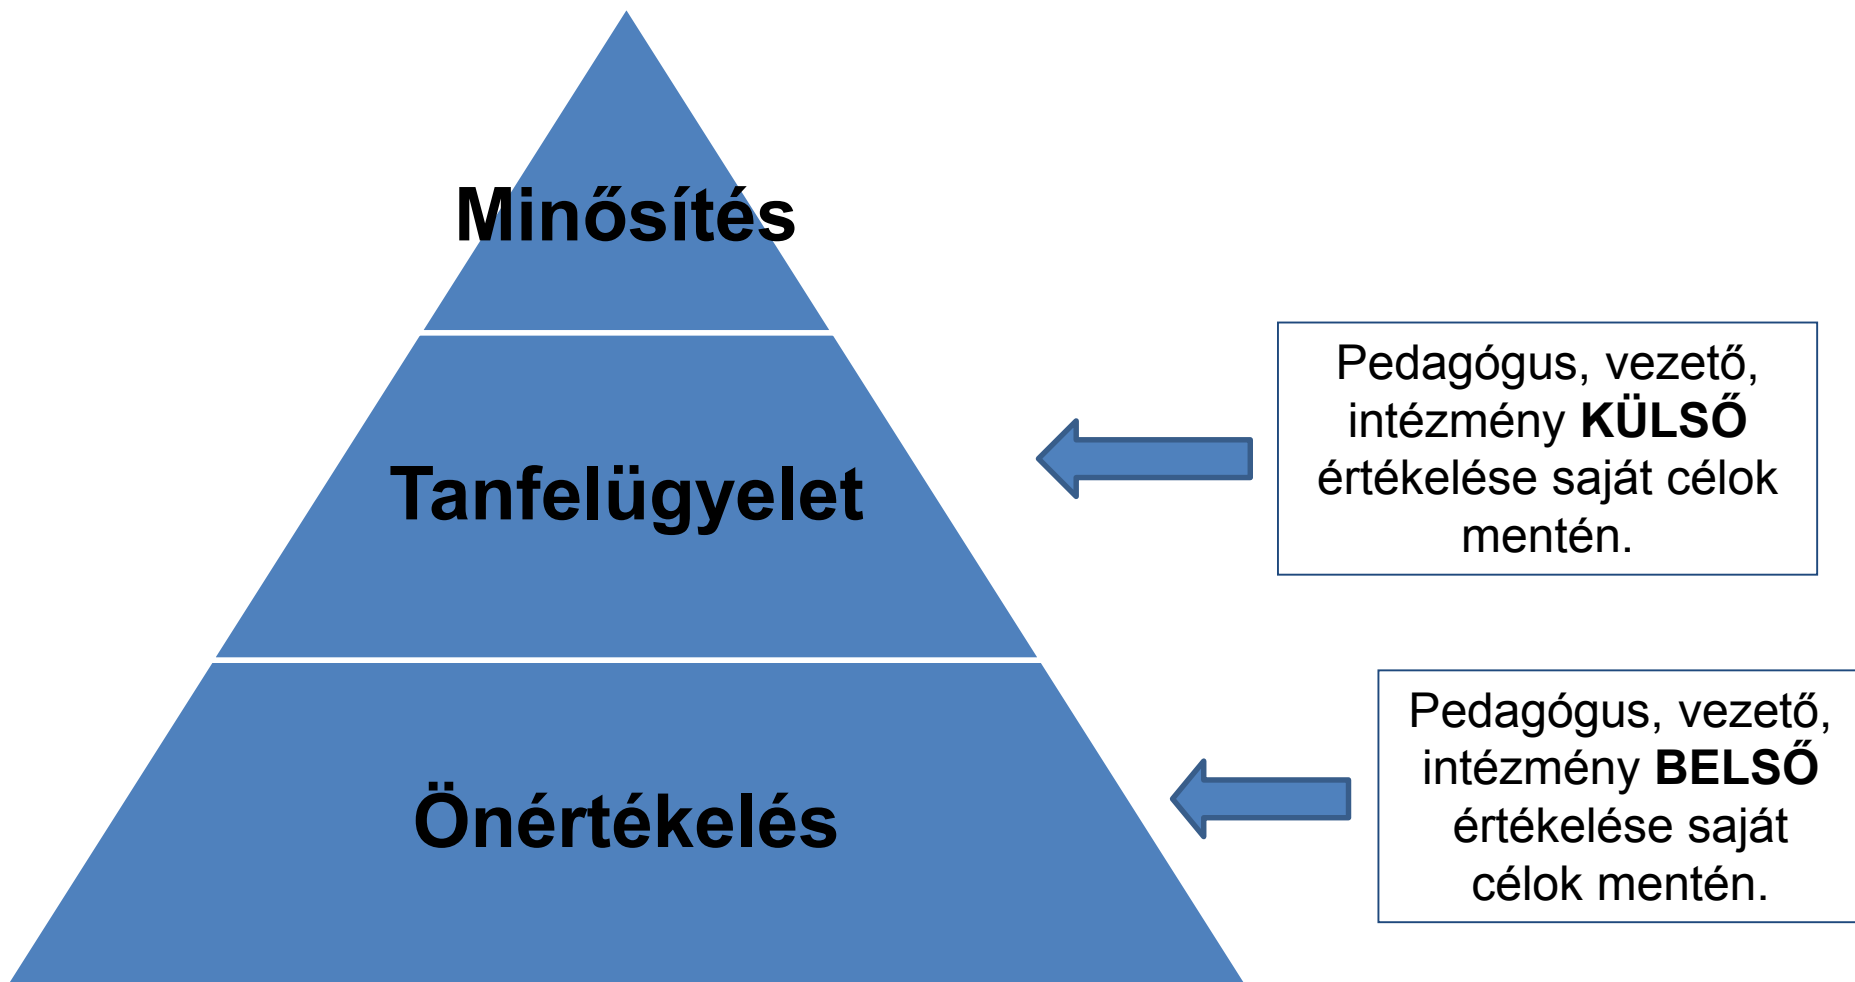 Minősítés
Tanfelügyelet
Pedagógus, vezető,
intézmény KÜLSŐ
értékelése saját célok
mentén.
Önértékelés
Pedagógus, vezető,
intézmény BELSŐ
értékelése saját
célok mentén.